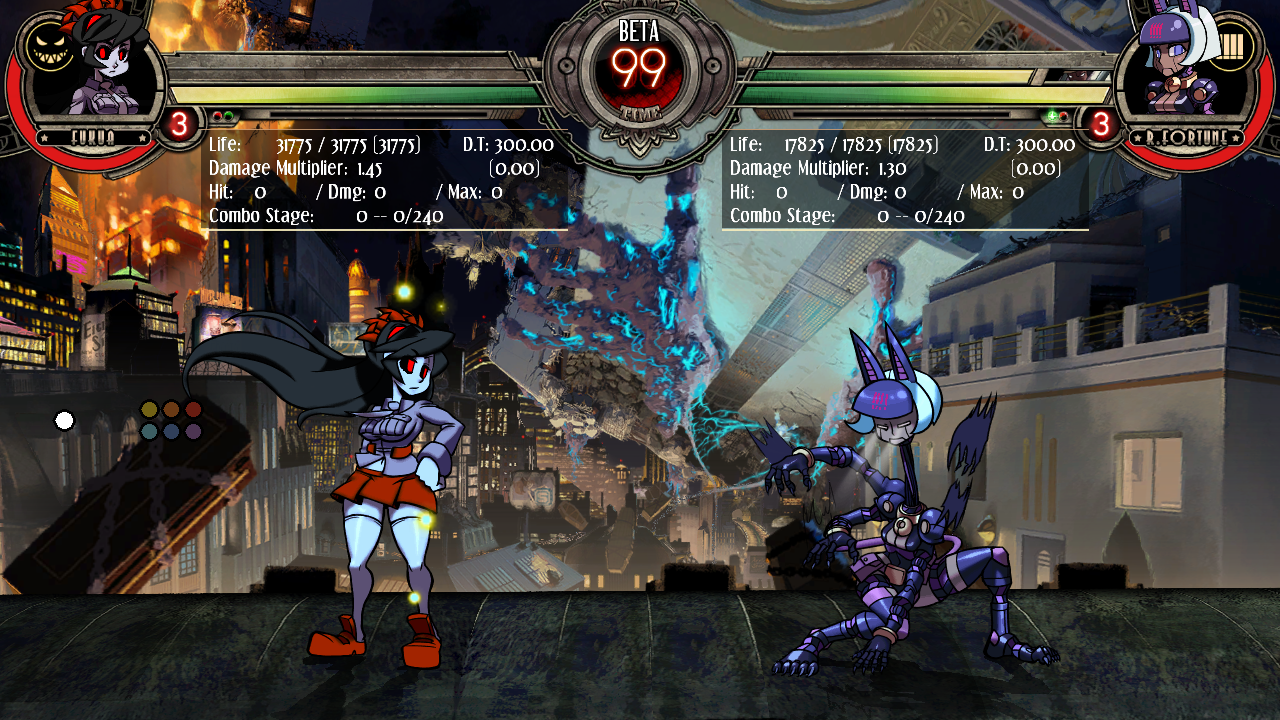 BETA
99
TIME
FUKUA
3
3
R.FORTUNE
Life: 31775 / 31775 (31775) D.T: 300.00
Damage Multiplier: 1.45 (0.00)
Hit: 0 / Dmg: 0 / Max: 0
Combo Stage: 0 -- 0/240
Life: 17825 / 17825 (17825) D.T: 300.00
Damage Multiplier: 1.30 (0.00)
Hit: 0 / Dmg: 0 / Max: 0
Combo Stage: 0 -- 0/240